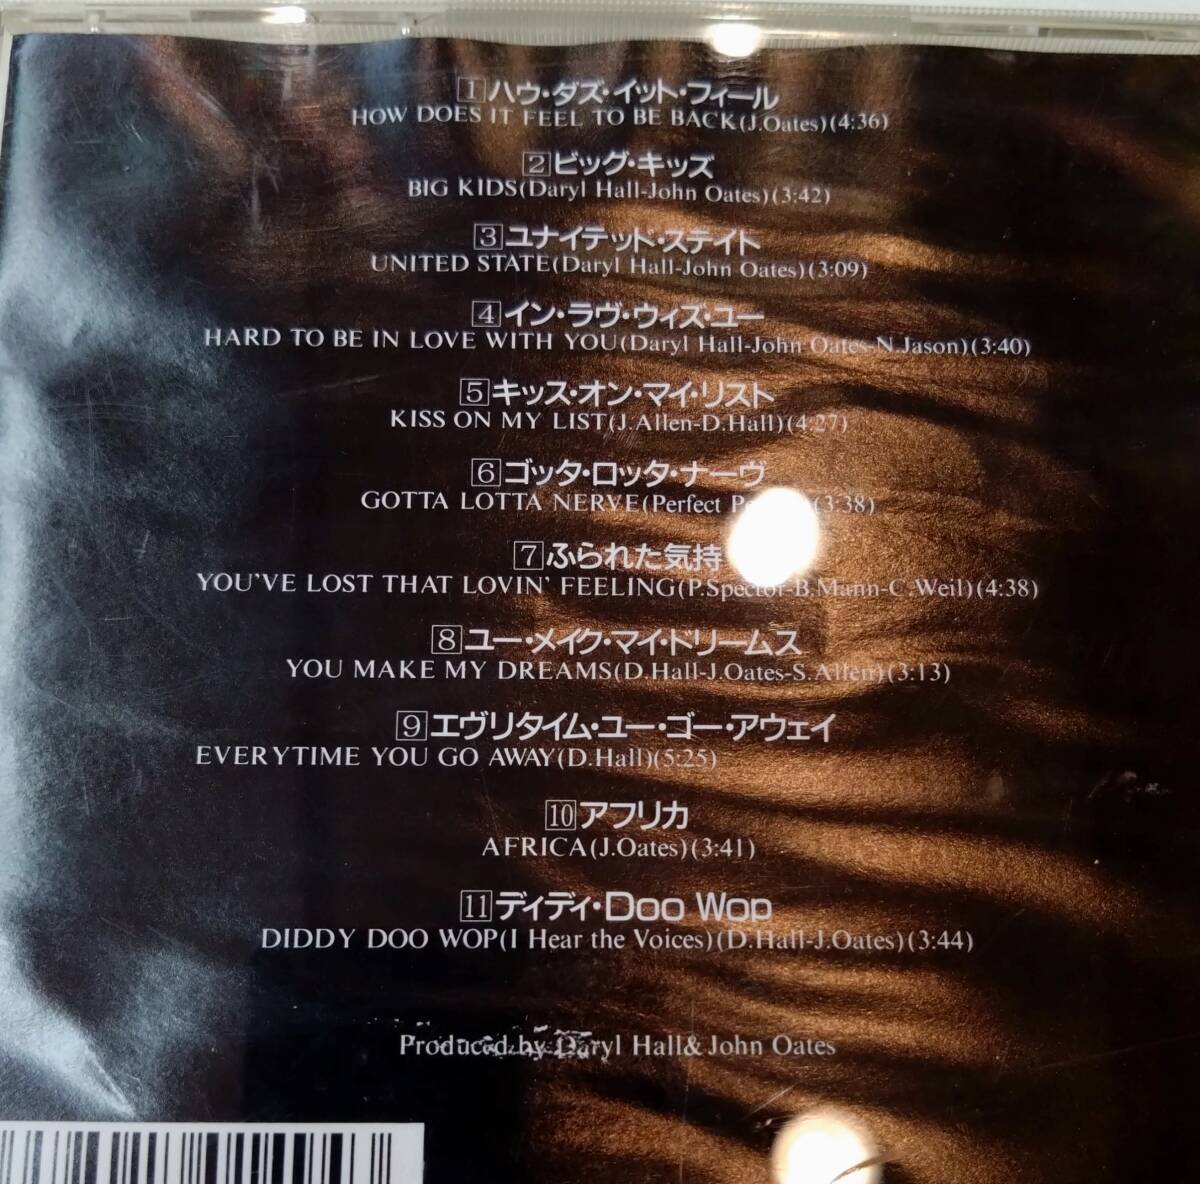 1 ハウ・ダズ・イット・フィール
HOW DOES IT FEEL TO BE BACK(J.Oates)(4:36)
2 ビッグ・キッズ
BIG KIDS(Daryl Hall-John Oates)(3:42)
3 ユナイテッド・ステイト
UNITED STATE(Daryl Hall-John Oates)(3:09)
4 イン・ラヴ・ウィズ・ユー
HARD TO BE IN LOVE WITH YOU(Daryl Hall-John Oates-N.Jason)(3:40)
5 キッス・オン・マイ・リスト
KISS ON MY LIST(J.Allen-D.Hall)(4:27)
6 ゴッタ・ロッタ・ナーヴ
GOTTA LOTTA NERVE(Perfect (3:38)
7 ふられた気持
YOU'VE LOST THAT LOVIN' FEELING(P.Spector-B.Mann-C.Weil)(4:38)
8 ユー・メイク・マイ・ドリームス
YOU MAKE MY DREAMS(D.Hall-J.Oates-S.Allen)(3:13)
9 エヴリタイム・ユー・ゴー・アウェイ
EVERYTIME YOU GO AWAY(D.Hall)(5:25)
10 アフリカ
AFRICA(J.Oates)(3:41)
11 ディディ・Doo Wop
DIDDY DOO WOP(I Hear the Voices)(D.Hall-J.Oates)(3:44)
Produced by Daryl Hall&John Oates